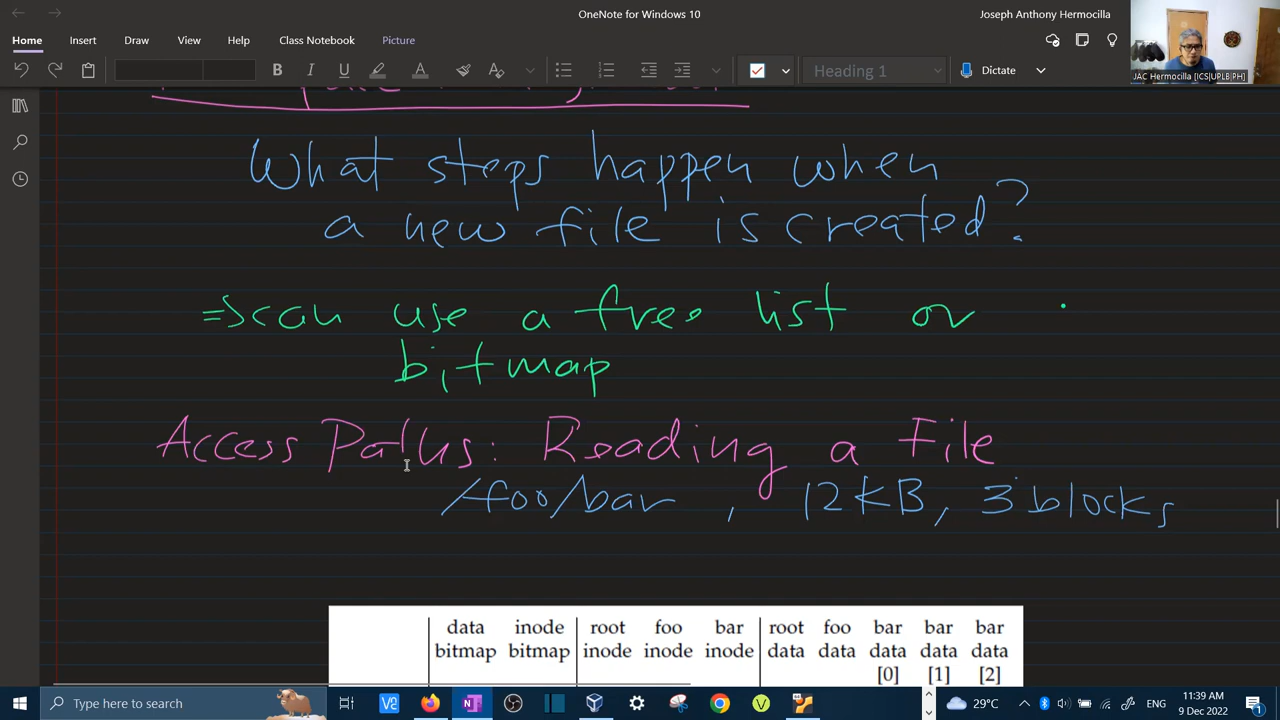 OneNote for Windows 10
Joseph Anthony Hermocilla
Home Insert Draw View Help Class Notebook Picture
B I U A Heading 1 Dictate
JAC Hermocilla [ICS|UPLB PH]
What steps happen when
a new file is created?
=> scan use a free list or
bitmap
Access Paths: Reading a File
/foo/bar, 12KB, 3 blocks
data inode root foo bar root foo bar bar bar
bitmap bitmap inode inode inode data data data data data
[0] [1] [2]
Type here to search
29°C ENG 11:39 AM
9 Dec 2022